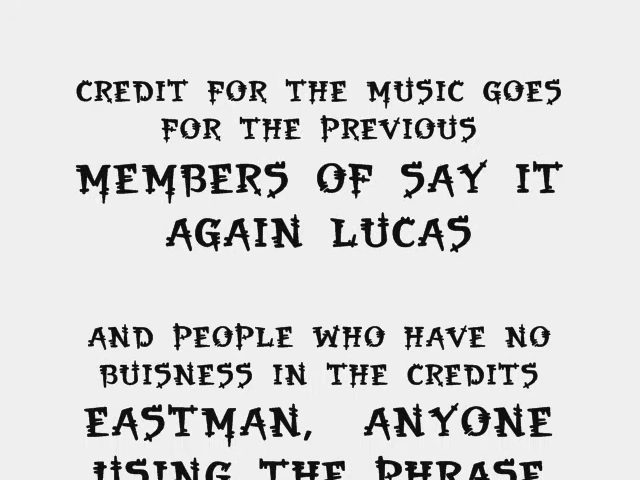 CREDIT FOR THE MUSIC GOES
FOR THE PREVIOUS
MEMBERS OF SAY IT
AGAIN LUCAS
AND PEOPLE WHO HAVE NO
BUISNESS IN THE CREDITS
EASTMAN, ANYONE
USING THE PHRASE